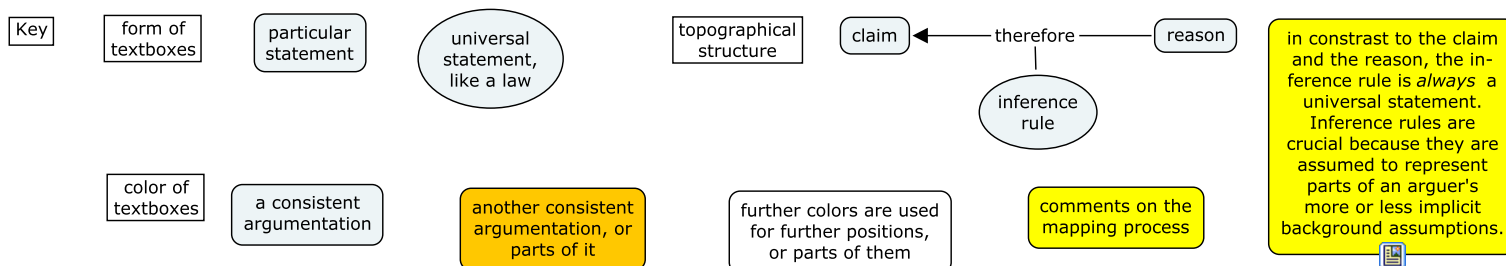 Key
form of
textboxes
particular
statement
universal
statement,
like a law
topographical
structure
claim
therefore
reason
inference
rule
in constrast to the claim
and the reason, the in-
ference rule is always a
universal statement.
Inference rules are
crucial because they are
assumed to represent
parts of an arguer's
more or less implicit
background assumptions.
color of
textboxes
a consistent
argumentation
another consistent
argumentation, or
parts of it
further colors are used
for further positions,
or parts of them
comments on the
mapping process